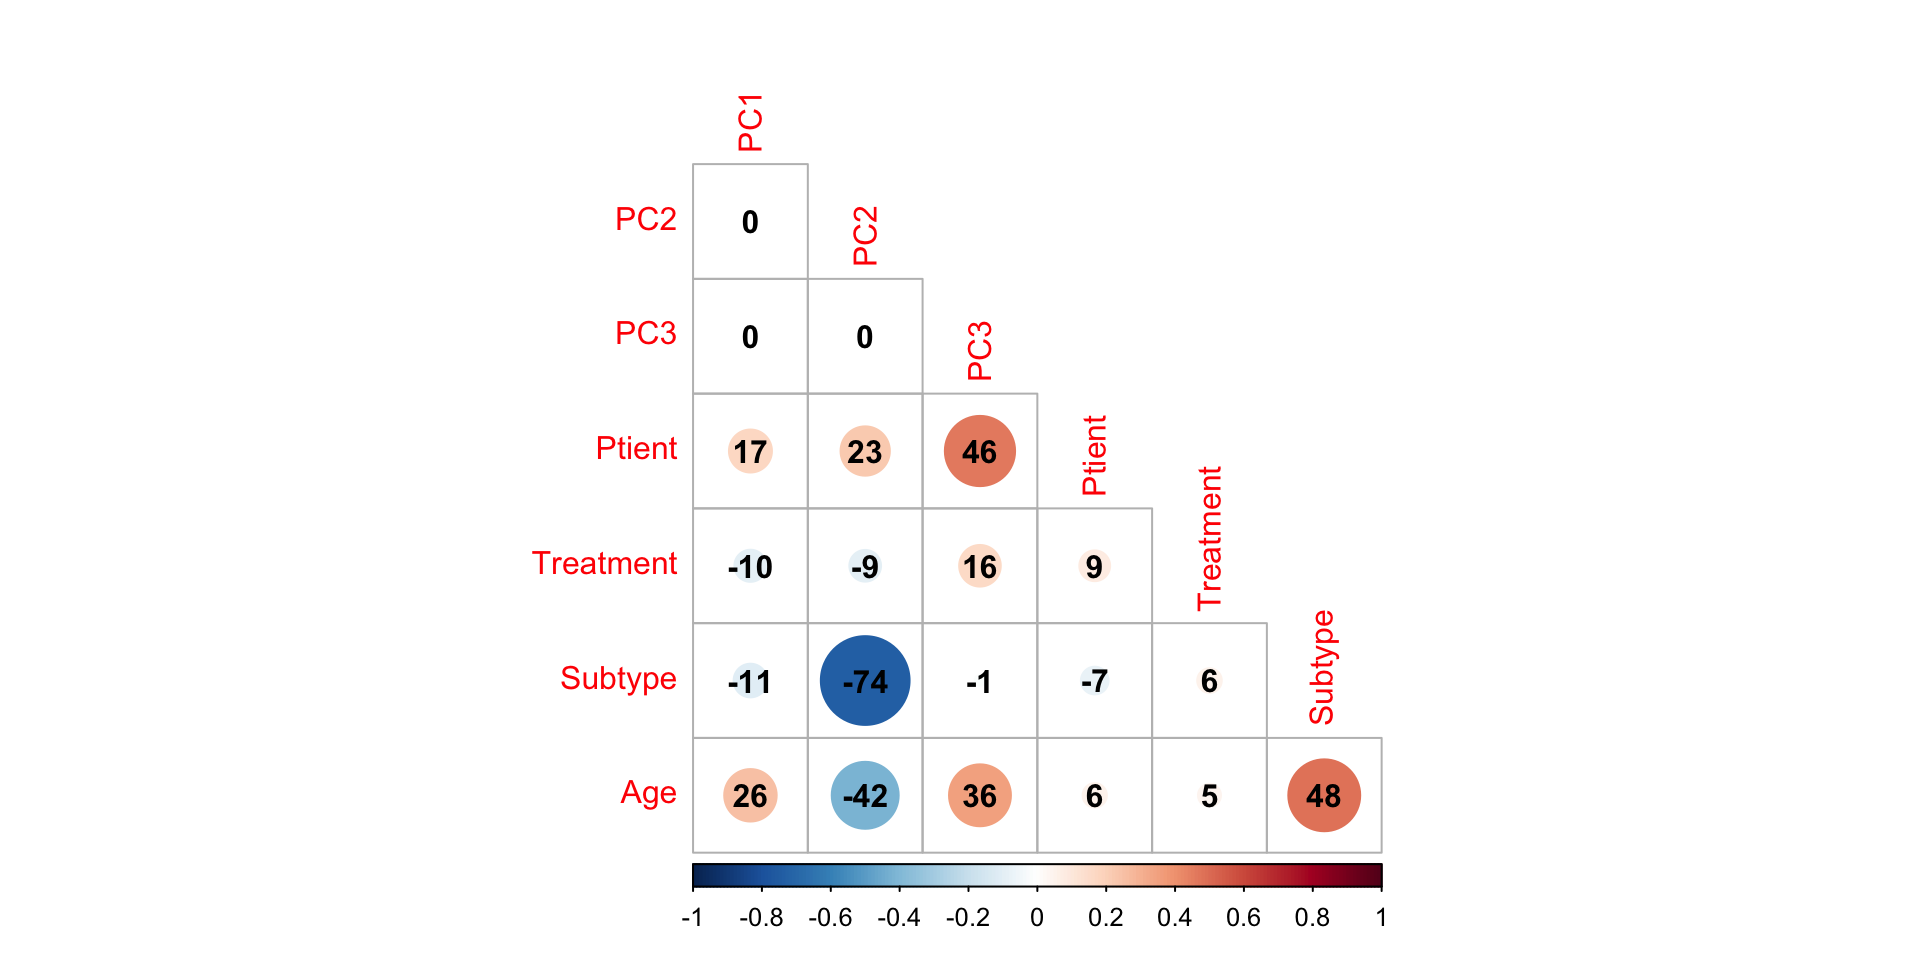 PC1
PC2 0 PC2
PC3 0 0 PC3
Ptient 17 23 46 Ptient
Treatment -10 -9 16 9 Treatment
Subtype -11 -74 -1 -7 6 Subtype
Age 26 -42 36 6 5 48
-1 -0.8 -0.6 -0.4 -0.2 0 0.2 0.4 0.6 0.8 1